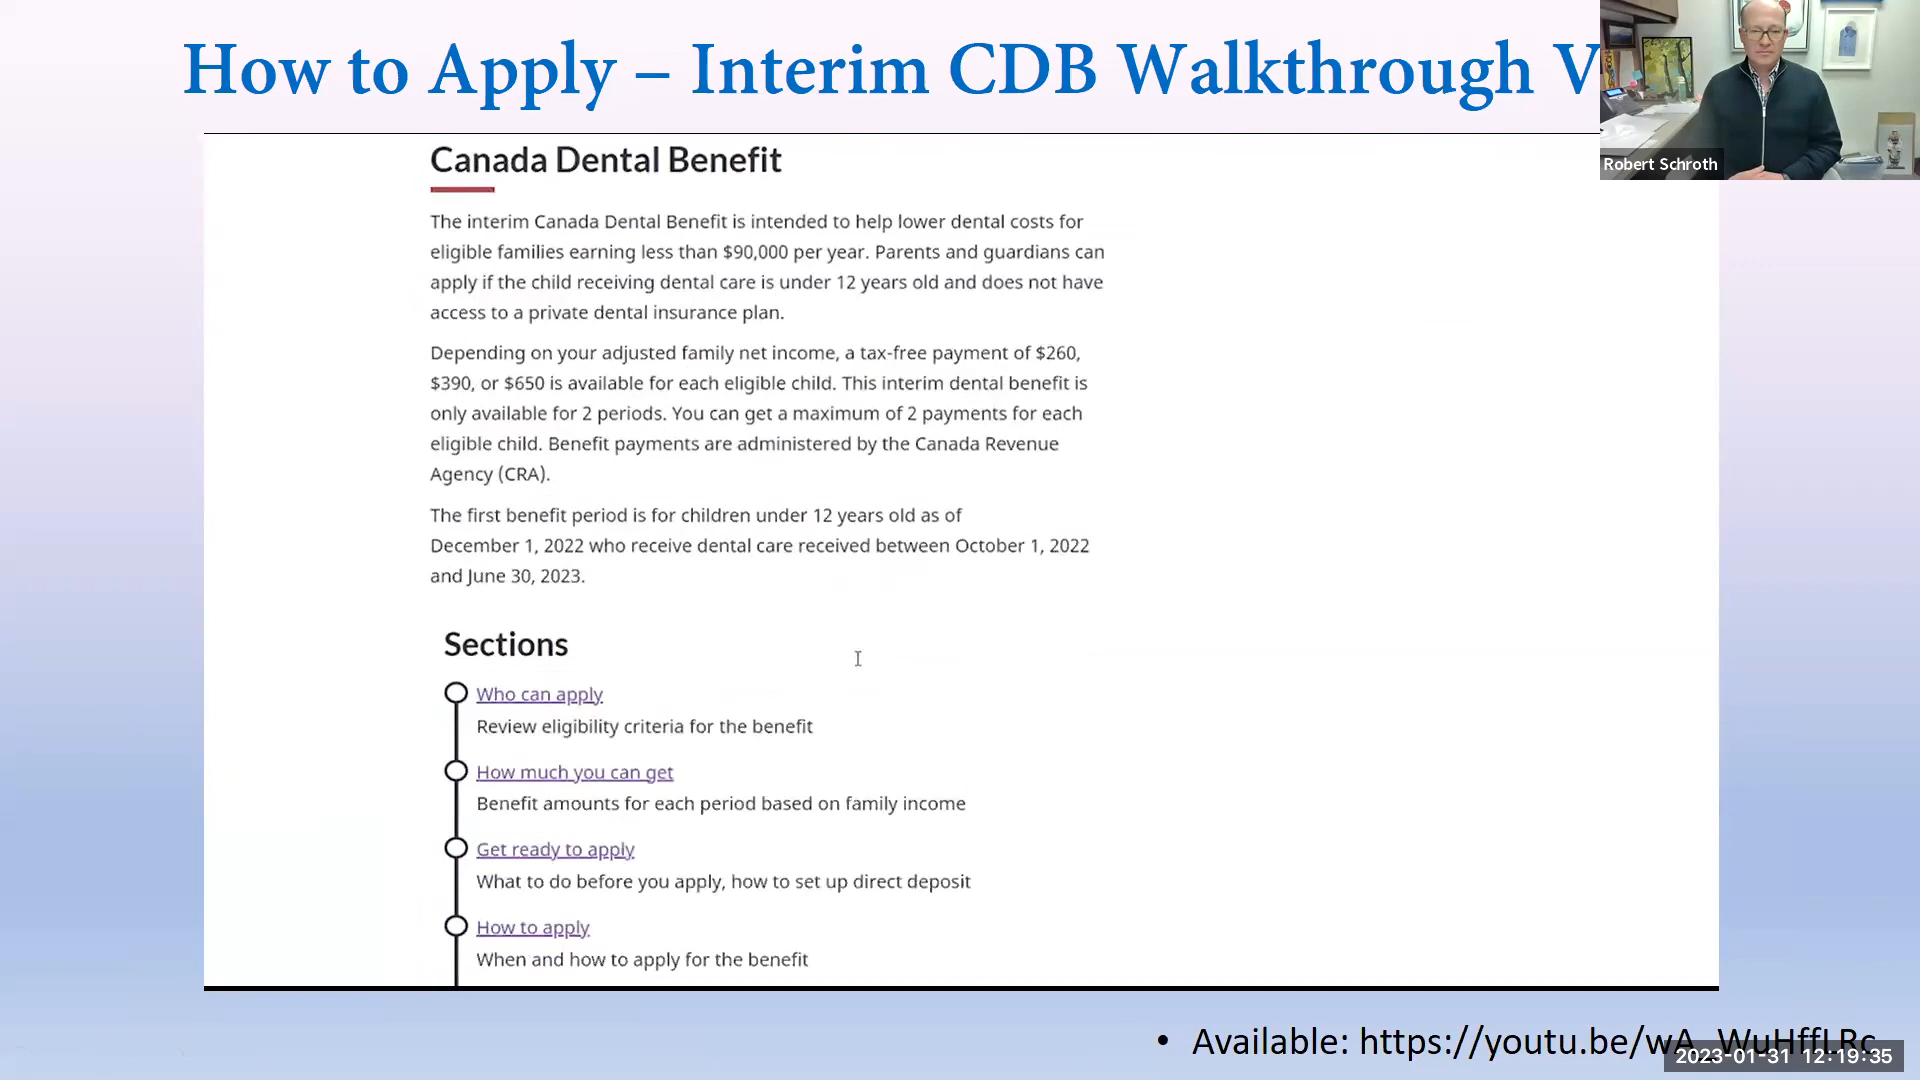 How to Apply – Interim CDB Walkthrough V
Robert Schroth
Canada Dental Benefit
The interim Canada Dental Benefit is intended to help lower dental costs for
eligible families earning less than $90,000 per year. Parents and guardians can
apply if the child receiving dental care is under 12 years old and does not have
access to a private dental insurance plan.
Depending on your adjusted family net income, a tax-free payment of $260,
$390, or $650 is available for each eligible child. This interim dental benefit is
only available for 2 periods. You can get a maximum of 2 payments for each
eligible child. Benefit payments are administered by the Canada Revenue
Agency (CRA).
The first benefit period is for children under 12 years old as of
December 1, 2022 who receive dental care received between October 1, 2022
and June 30, 2023.
Sections
Who can apply
Review eligibility criteria for the benefit
How much you can get
Benefit amounts for each period based on family income
Get ready to apply
What to do before you apply, how to set up direct deposit
How to apply
When and how to apply for the benefit
• Available:
2023-01-31 12:19:35